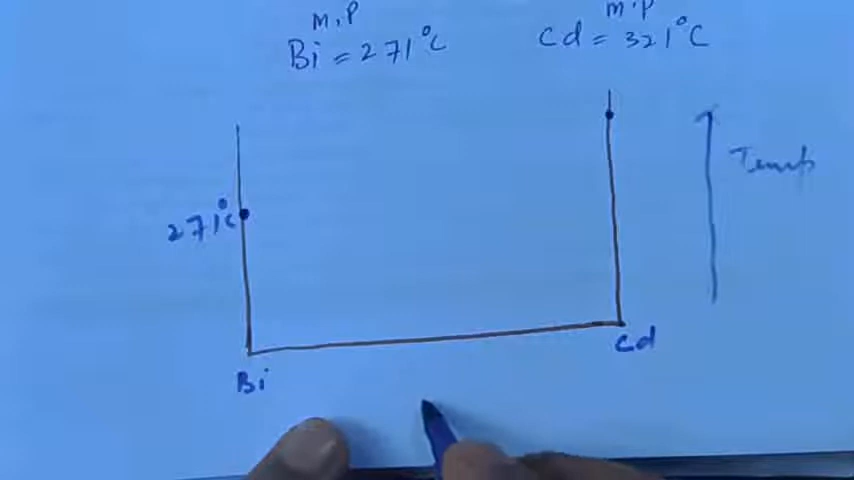 M.P M.P
Bi = 271°C Cd = 321°C
Temp
271°C
Cd
Bi